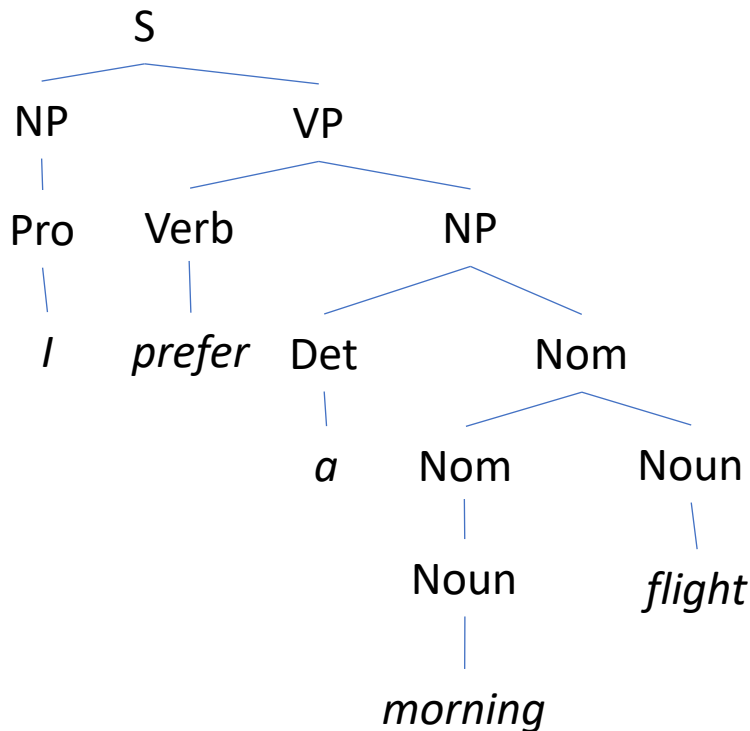 S
NP VP
Pro Verb NP
I prefer Det Nom
a Nom Noun
Noun flight
morning